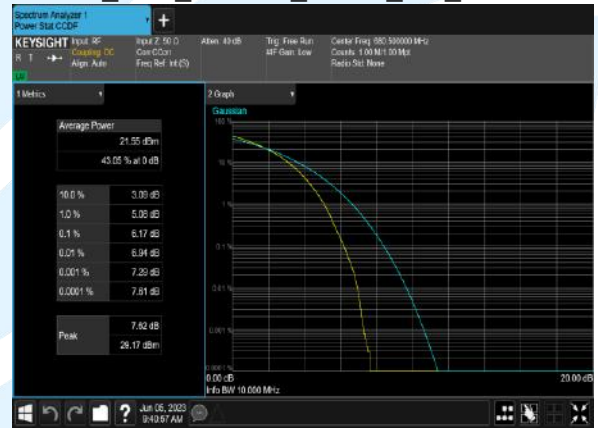 Spectrum Analyzer 1
Power Stat CCDF
KEYSIGHT
Input: RF
Coupling: DC
Align: Auto
Input Z: 50 Ω
Corr CCorr
Freq Ref: Int (S)
Atten: 40 dB
Trig: Free Run
#IF Gain: Low
Center Freq: 680.500000 MHz
Counts: 1.00 M/1.00 Mpt
Radio Std: None
R T
1 Metrics
2 Graph
Average Power
21.55 dBm
43.05 % at 0 dB
10.0 % 3.09 dB
1.0 % 5.06 dB
0.1 % 6.17 dB
0.01 % 6.94 dB
0.001 % 7.29 dB
0.0001 % 7.61 dB
Peak
7.62 dB
29.17 dBm
Gaussian
100 %
10 %
1 %
0.1 %
0.01 %
0.001 %
0.0001 %
0.00 dB
20.00 dB
Info BW 10.000 MHz
?
Jun 05, 2023
9:40:57 AM